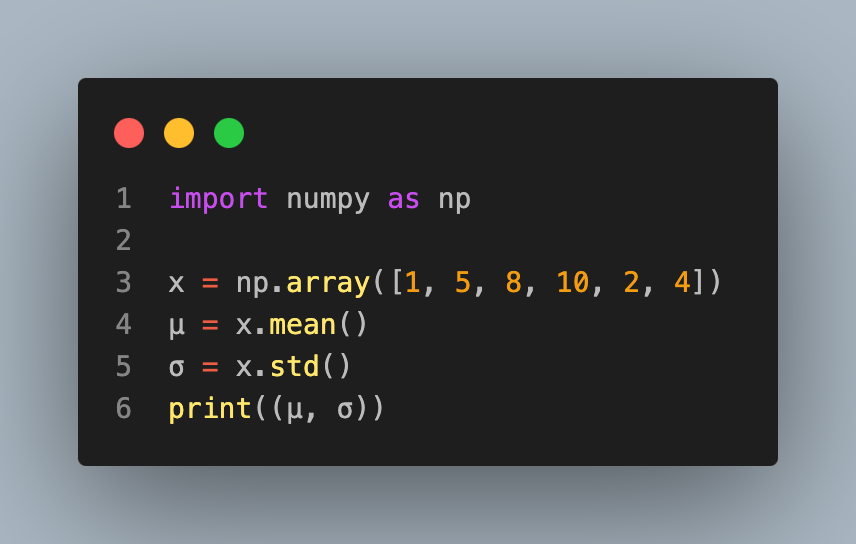 1 import numpy as np
2
3 x = np.array([1, 5, 8, 10, 2, 4])
4 μ = x.mean()
5 σ = x.std()
6 print((μ, σ))